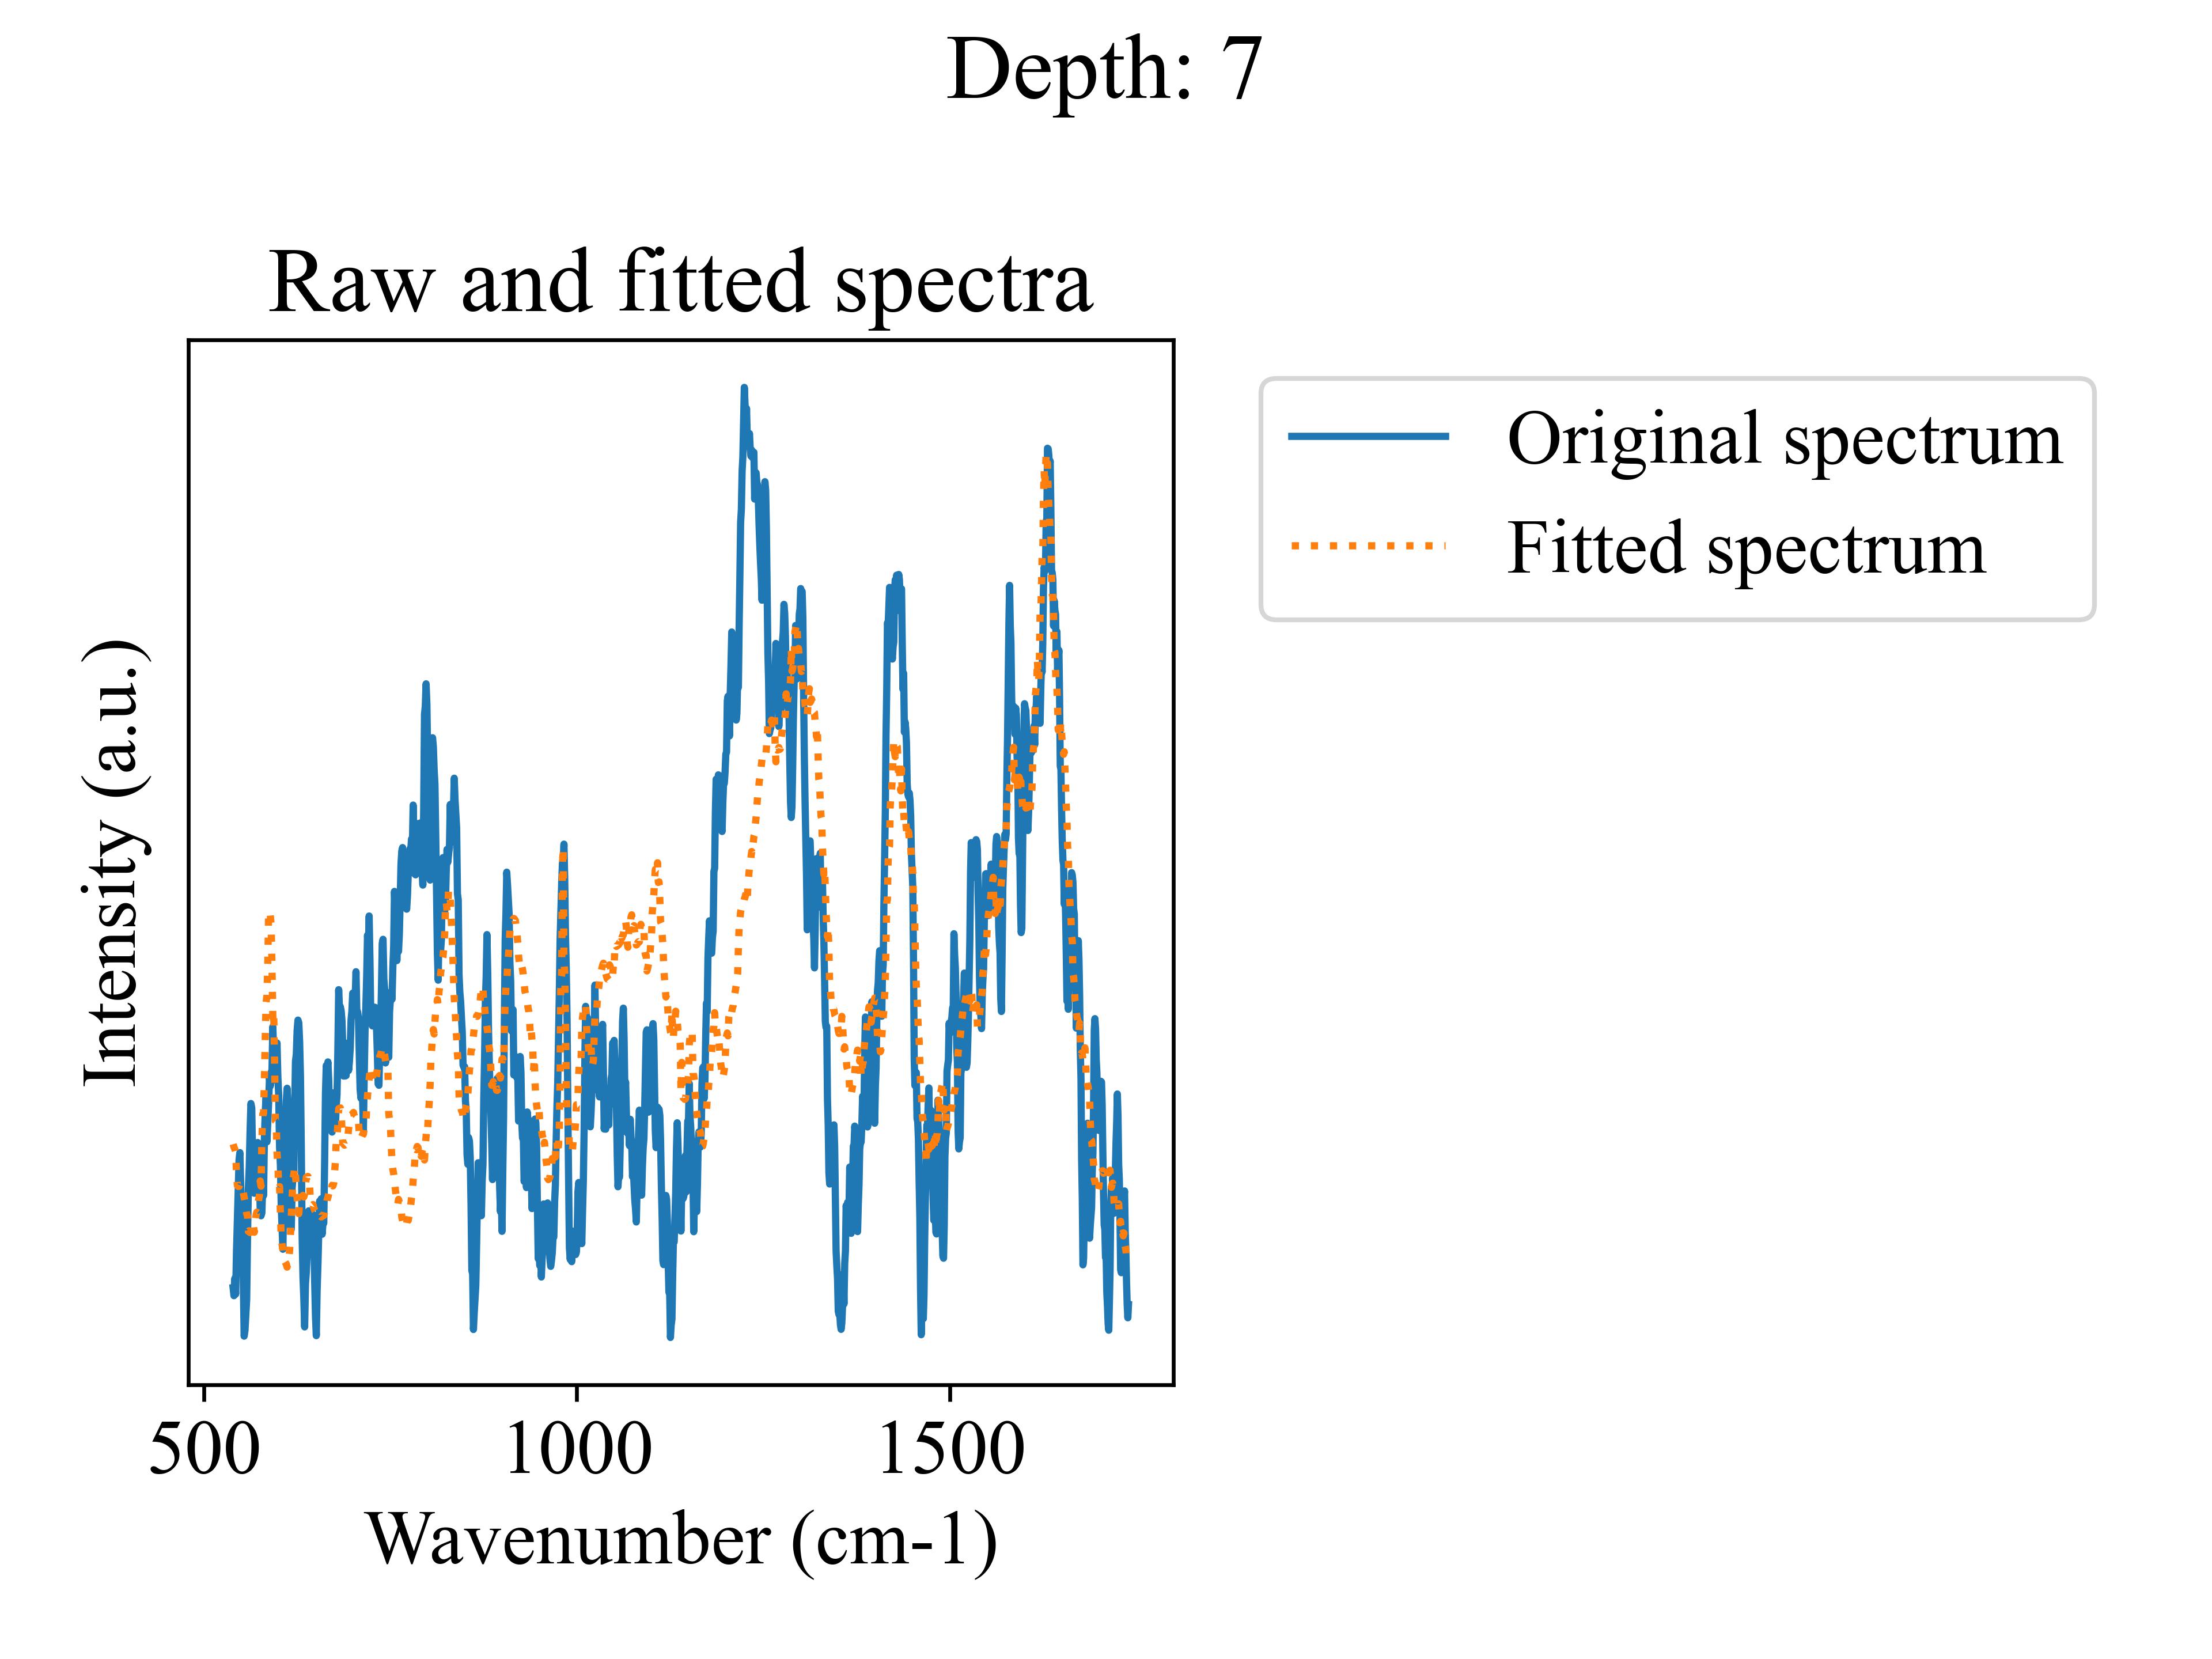 Depth: 7
Raw and fitted spectra
Original spectrum
Fitted spectrum
Intensity (a.u.)
500 1000 1500
Wavenumber (cm-1)